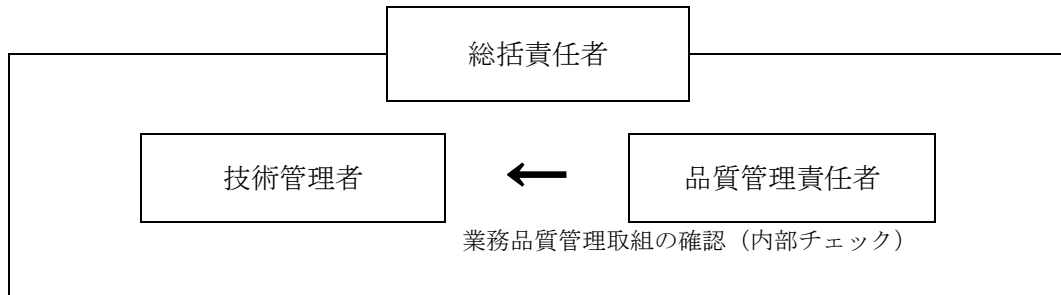 総括責任者
技術管理者
品質管理責任者
業務品質管理取組の確認（内部チェック）